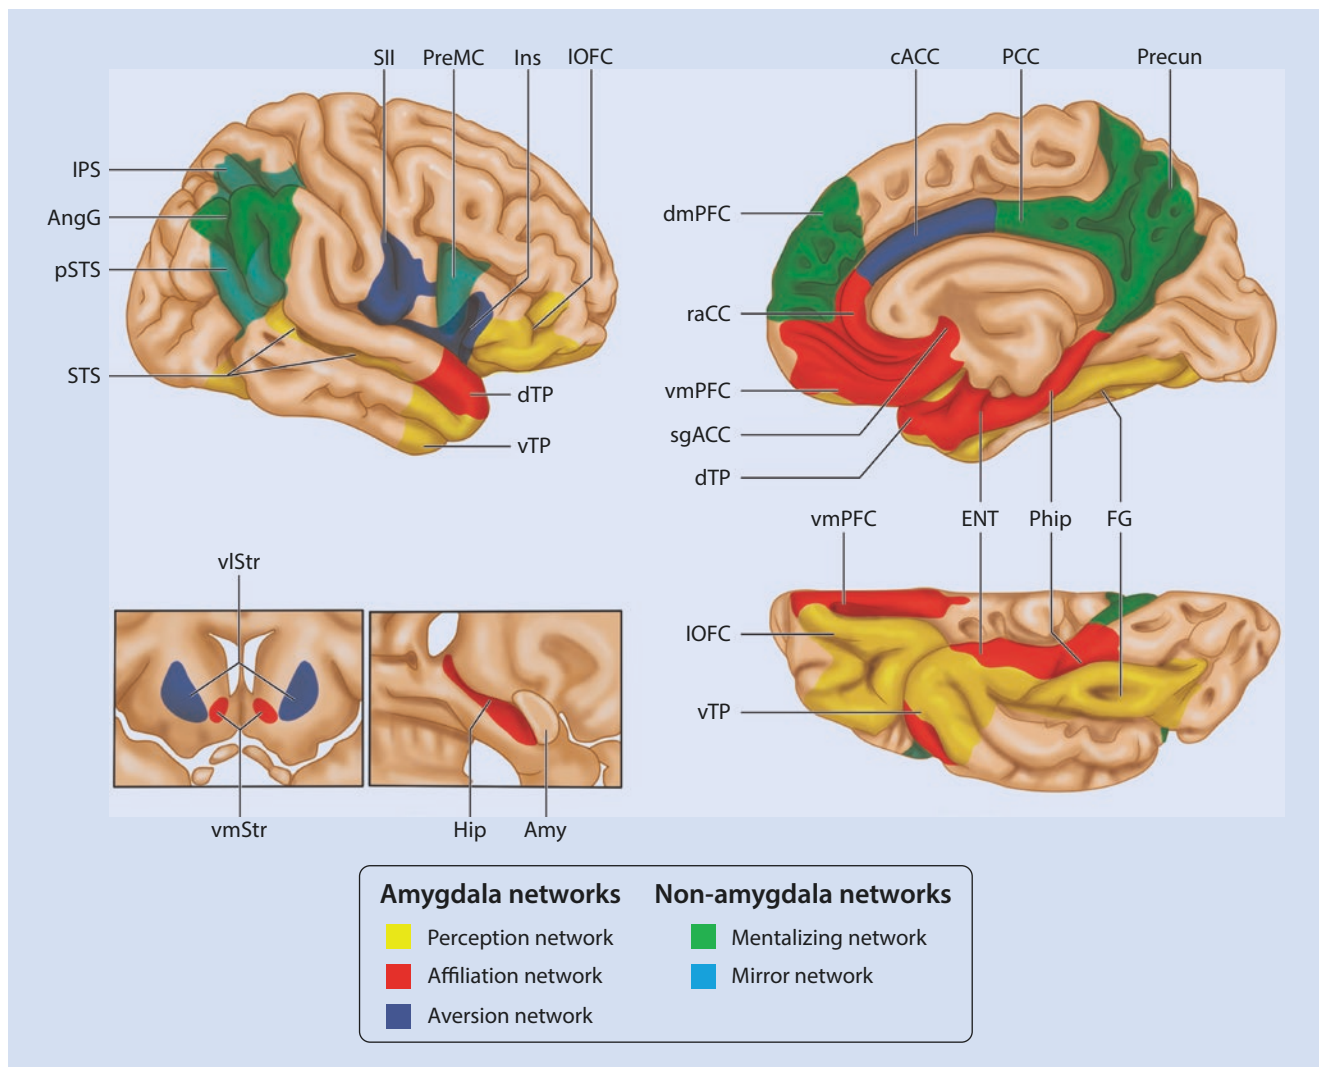 SII PreMC Ins lOFC
IPS
AngG
pSTS
STS
dTP
vTP
cACC PCC Precun
dmPFC
raCC
vmPFC
sgACC
dTP
vmPFC ENT Phip FG
lOFC
vTP
vlStr
vmStr
Hip Amy
Amygdala networks Non-amygdala networks
Perception network Mentalizing network
Affiliation network Mirror network
Aversion network